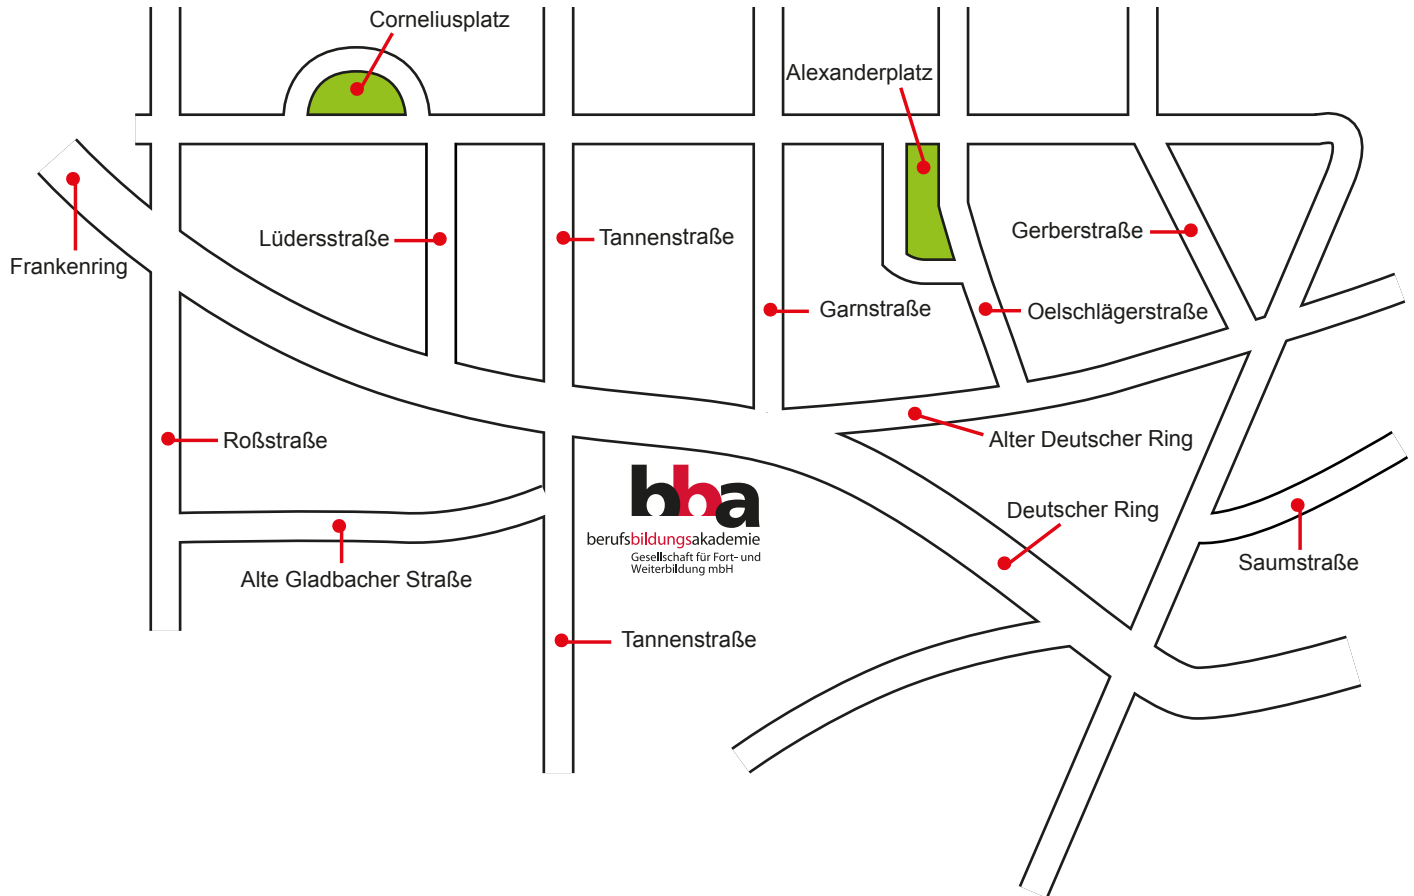 Corneliusplatz
Alexanderplatz
Lüdersstraße
Tannenstraße
Gerberstraße
Frankenring
Garnstraße
Oelschlägerstraße
Roßstraße
Alter Deutscher Ring
bba
berufsbildungsakademie
Gesellschaft für Fort- und
Weiterbildung mbH
Deutscher Ring
Saumstraße
Alte Gladbacher Straße
Tannenstraße